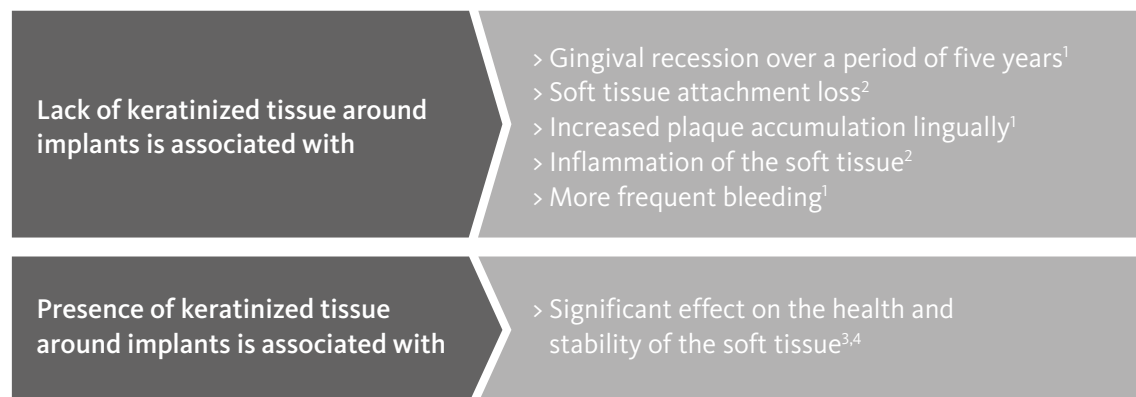 Lack of keratinized tissue around
implants is associated with
> Gingival recession over a period of five years¹
> Soft tissue attachment loss²
> Increased plaque accumulation lingually¹
> Inflammation of the soft tissue²
> More frequent bleeding¹
Presence of keratinized tissue
around implants is associated with
> Significant effect on the health and
stability of the soft tissue³,⁴